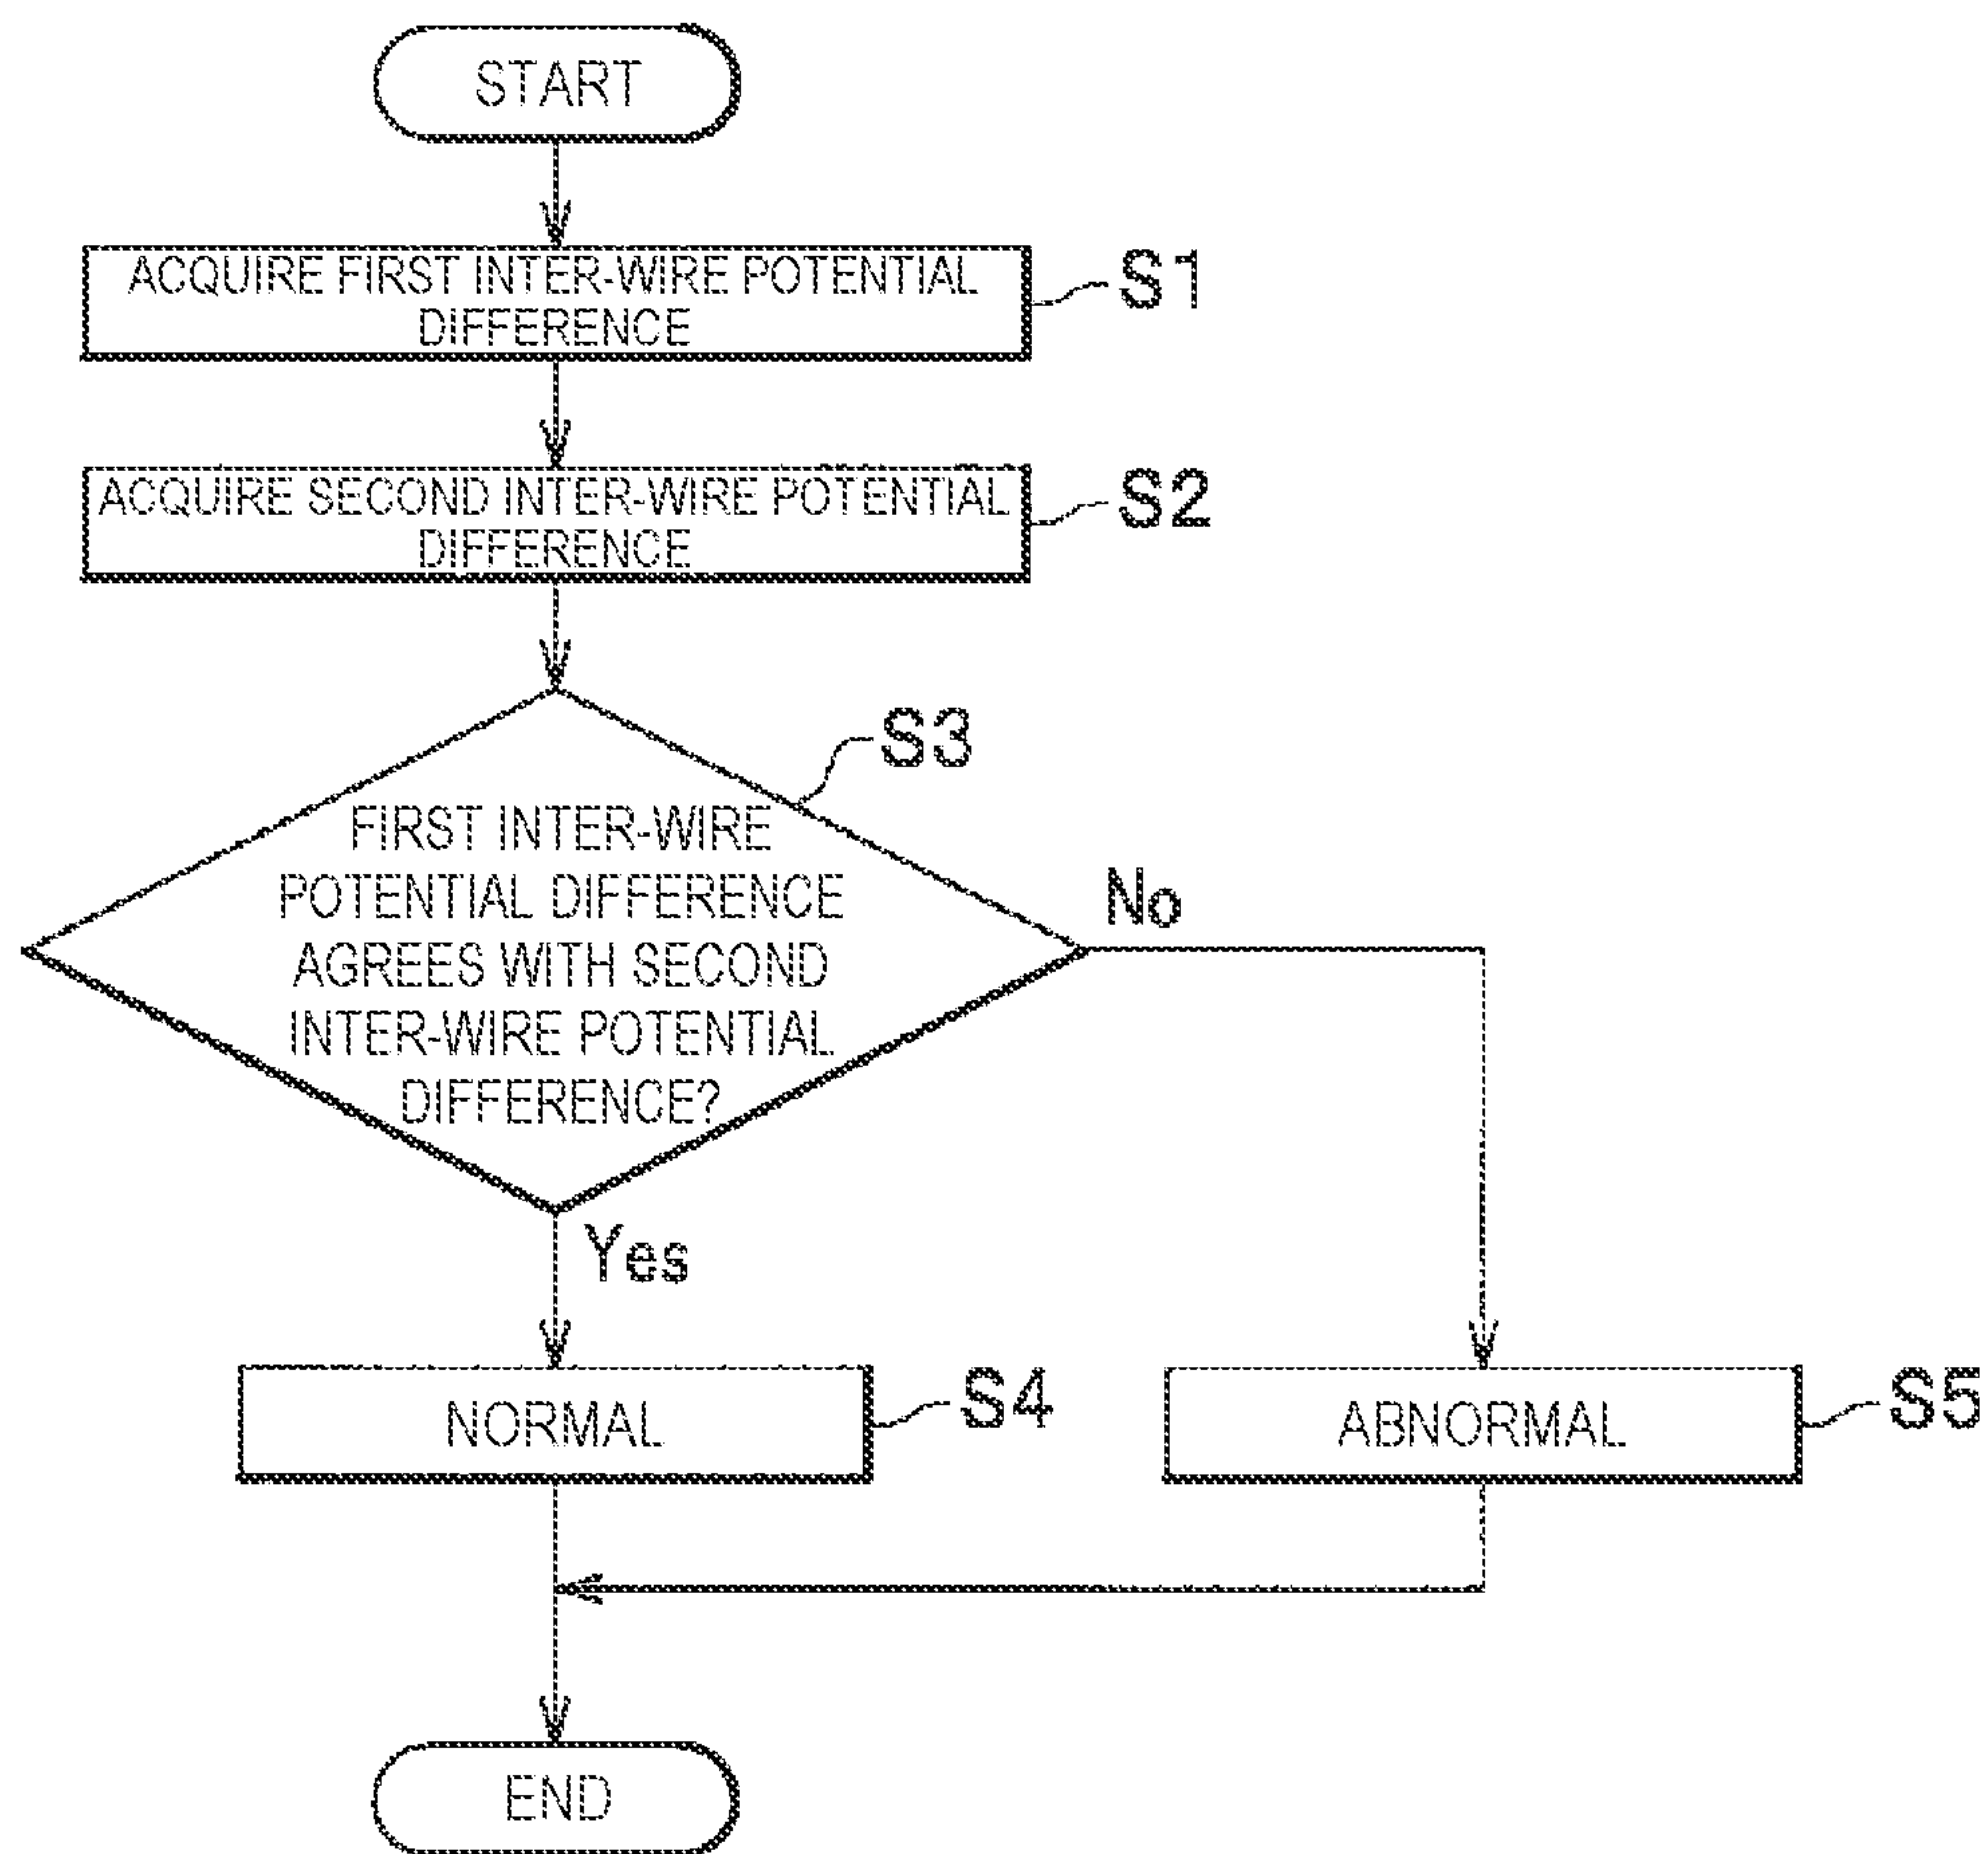 START
ACQUIRE FIRST INTER-WIRE POTENTIAL
DIFFERENCE
S1
ACQUIRE SECOND INTER-WIRE POTENTIAL
DIFFERENCE
S2
S3
FIRST INTER-WIRE
POTENTIAL DIFFERENCE
AGREES WITH SECOND
INTER-WIRE POTENTIAL
DIFFERENCE?
No
Yes
NORMAL
S4
ABNORMAL
S5
END